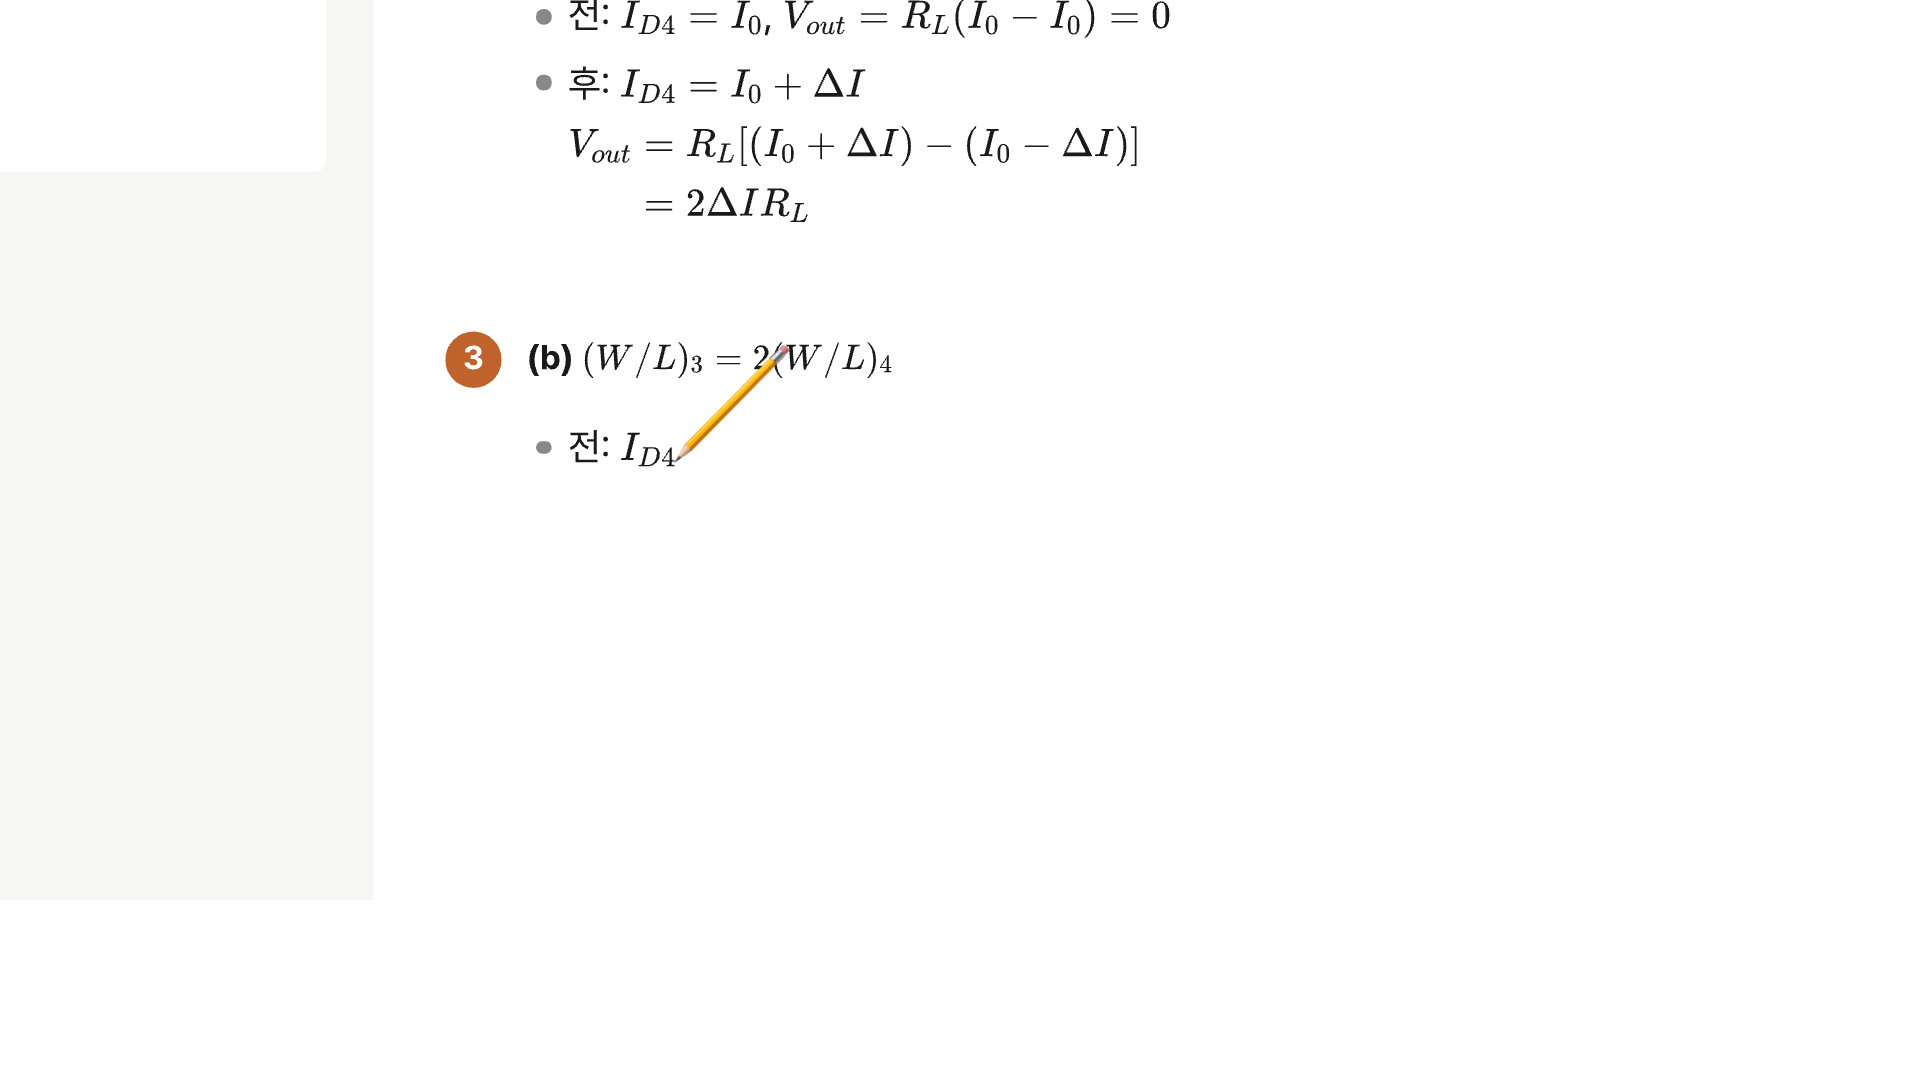 전: I_{D4} = I_0, V_{out} = R_L(I_0 − I_0) = 0
후: I_{D4} = I_0 + ΔI
V_{out} = R_L[(I_0 + ΔI) − (I_0 − ΔI)]
= 2ΔIR_L
3 (b) (W/L)_3 = 2(W/L)_4
전: I_{D4}